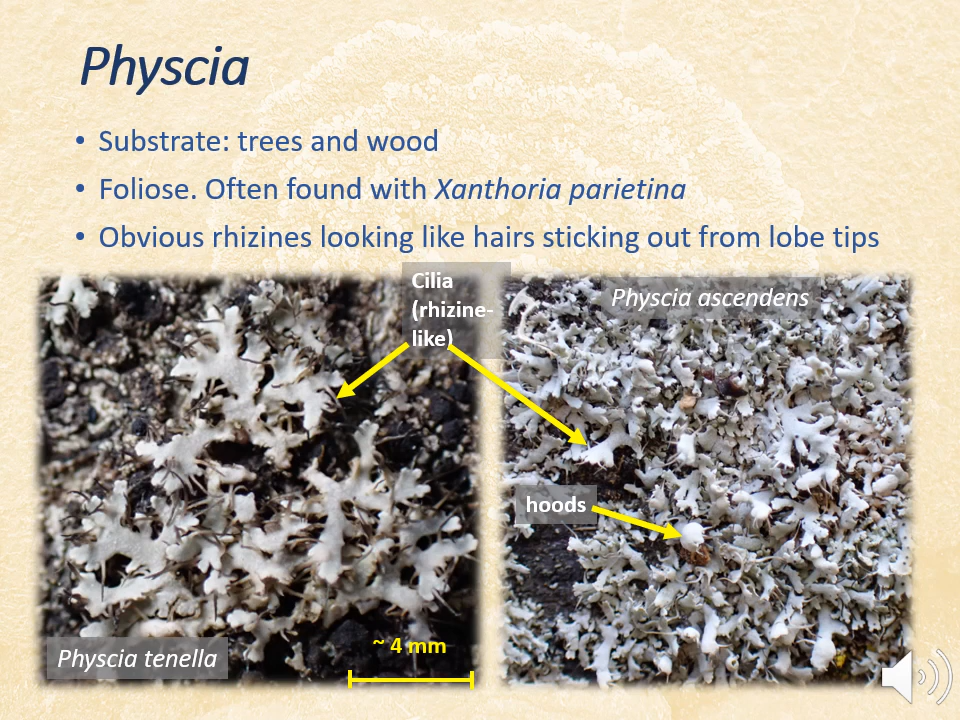 Physcia
• Substrate: trees and wood
• Foliose. Often found with Xanthoria parietina
• Obvious rhizines looking like hairs sticking out from lobe tips
Cilia
(rhizine-
like)
Physcia ascendens
hoods
Physcia tenella
~ 4 mm